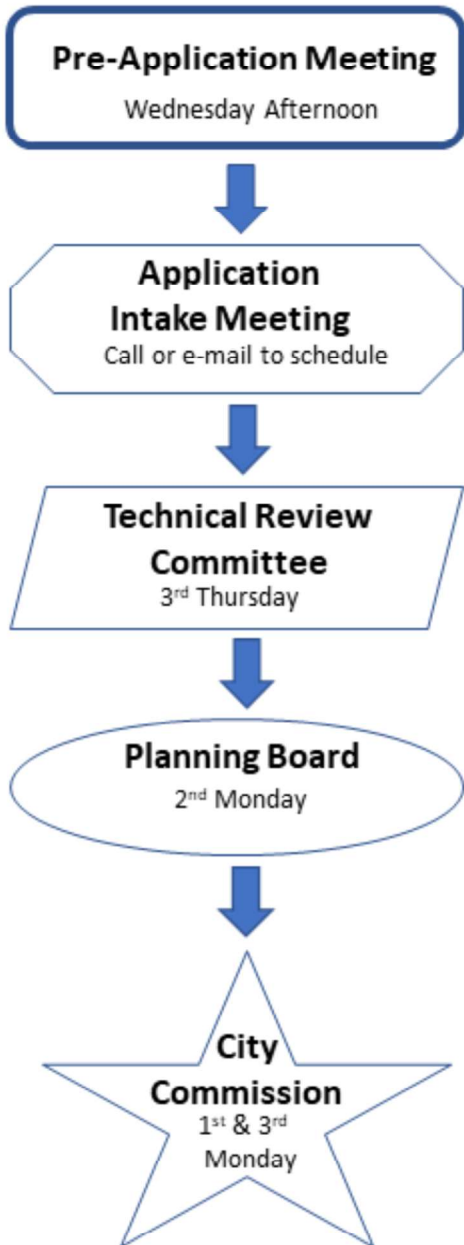 Pre-Application Meeting
Wednesday Afternoon
Application
Intake Meeting
Call or e-mail to schedule
Technical Review
Committee
3rd Thursday
Planning Board
2nd Monday
City
Commission
1st & 3rd
Monday